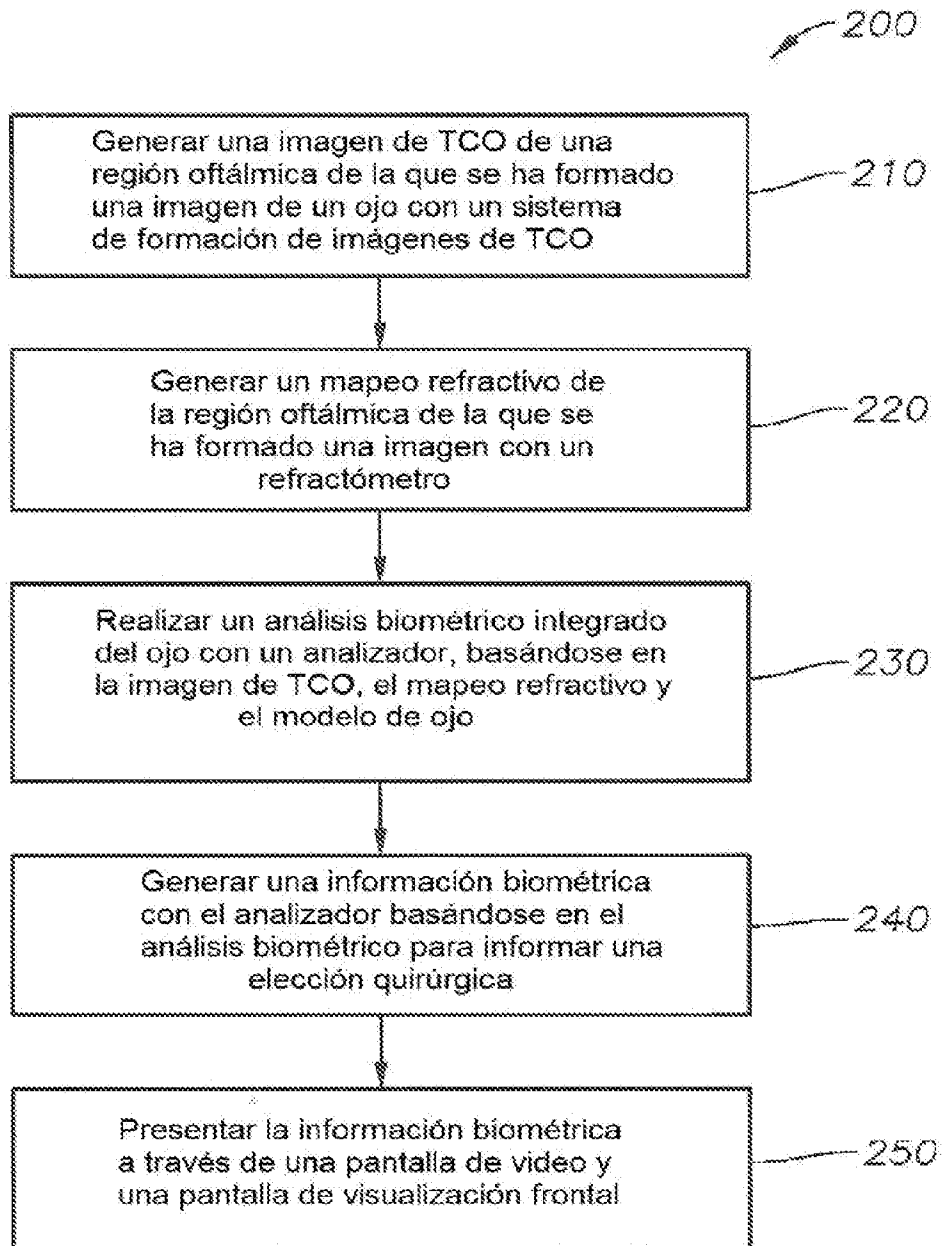 200
Generar una imagen de TCO de una
región oftálmica de la que se ha formado
una imagen de un ojo con un sistema
de formación de imágenes de TCO
210
Generar un mapeo refractivo de
la región oftálmica de la que se
ha formado una imagen con un
refractómetro
220
Realizar un análisis biométrico integrado
del ojo con un analizador, basándose en
la imagen de TCO, el mapeo refractivo y
el modelo de ojo
230
Generar una información biométrica
con el analizador basándose en el
análisis biométrico para informar una
elección quirúrgica
240
Presentar la información biométrica
a través de una pantalla de video y
una pantalla de visualización frontal
250